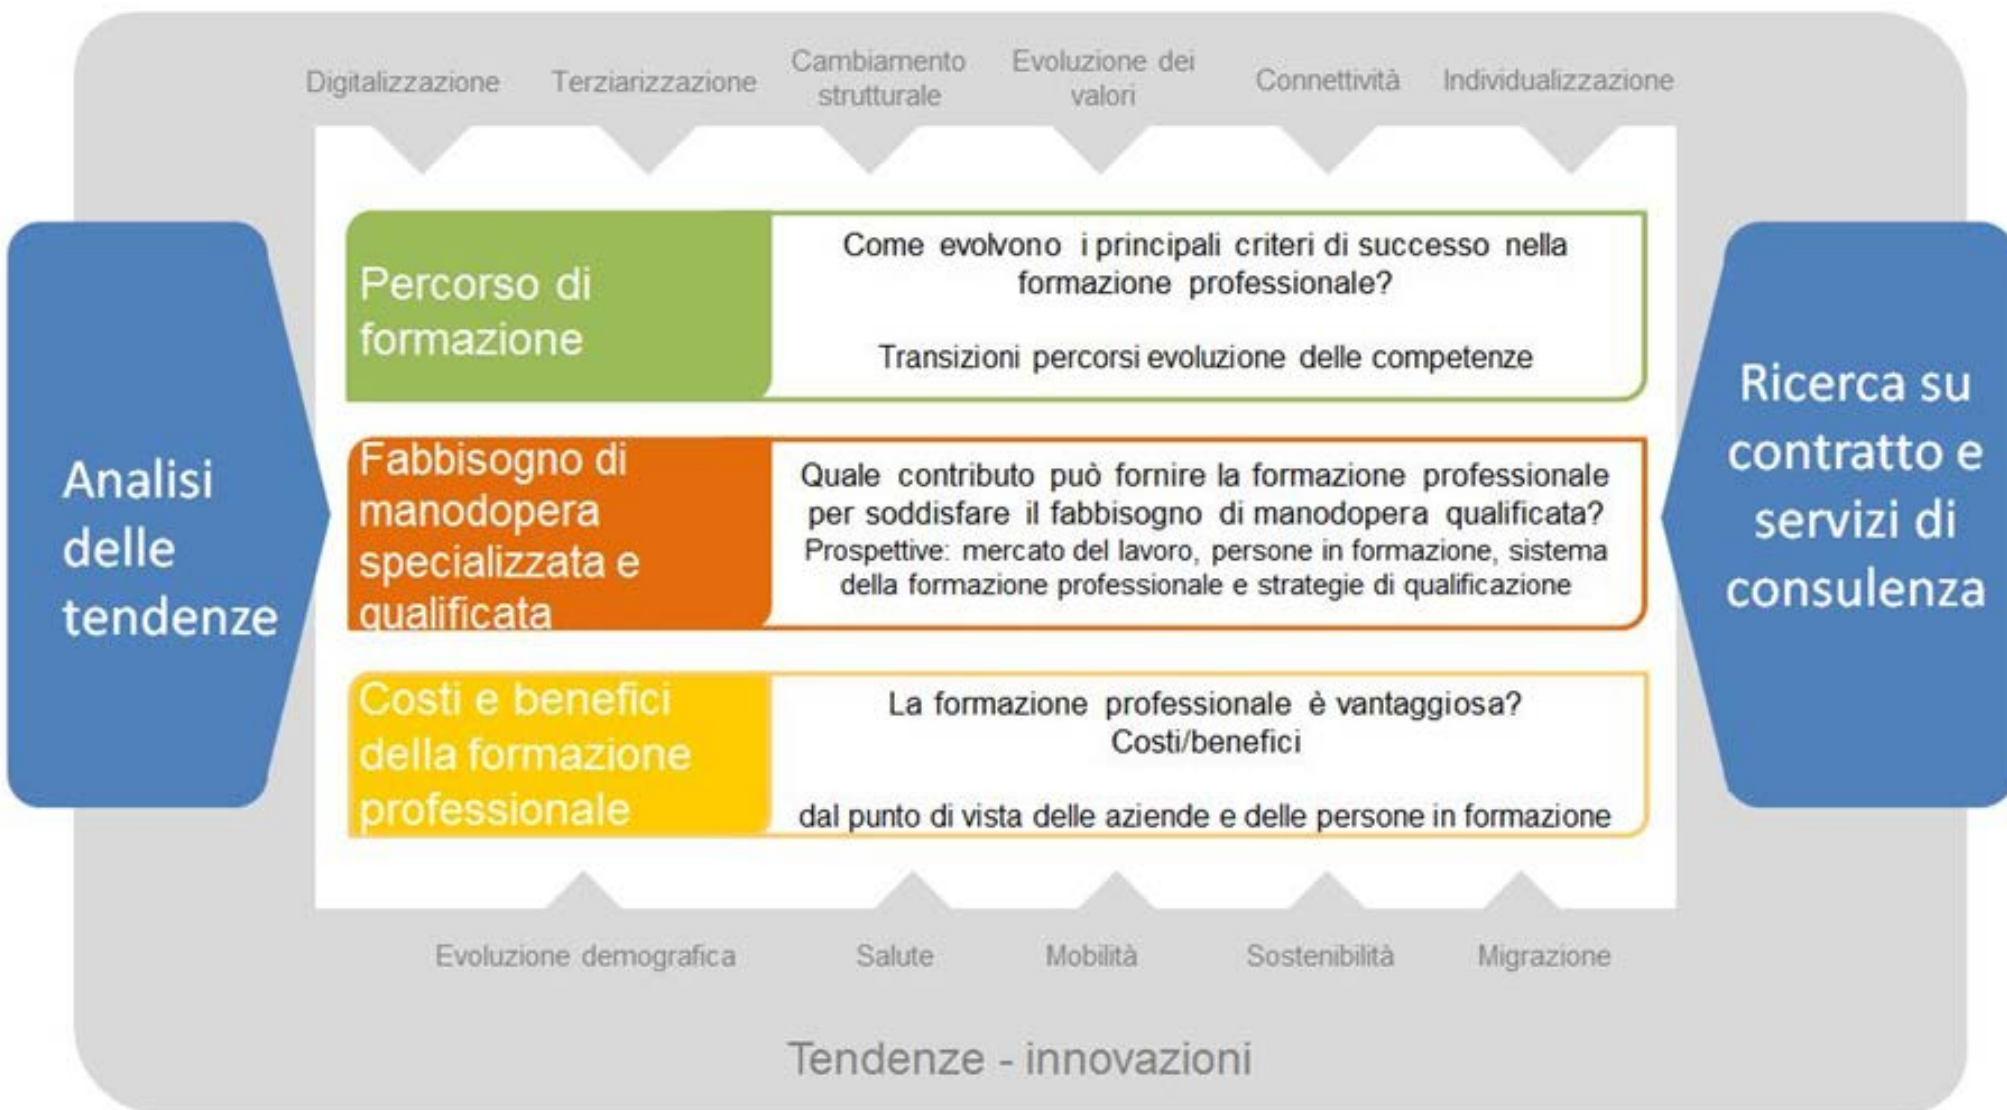 Digitalizzazione
Terziarizzazione
Cambiamento
strutturale
Evoluzione dei
valori
Connettività
Individualizzazione
Analisi
delle
tendenze
Percorso di
formazione
Come evolvono i principali criteri di successo nella
formazione professionale?
Transizioni percorsi evoluzione delle competenze
Fabbisogno di
manodopera
specializzata e
qualificata
Quale contributo può fornire la formazione professionale
per soddisfare il fabbisogno di manodopera qualificata?
Prospettive: mercato del lavoro, persone in formazione, sistema
della formazione professionale e strategie di qualificazione
Costi e benefici
della formazione
professionale
La formazione professionale è vantaggiosa?
Costi/benefici
dal punto di vista delle aziende e delle persone in formazione
Ricerca su
contratto e
servizi di
consulenza
Evoluzione demografica
Salute
Mobilità
Sostenibilità
Migrazione
Tendenze - innovazioni